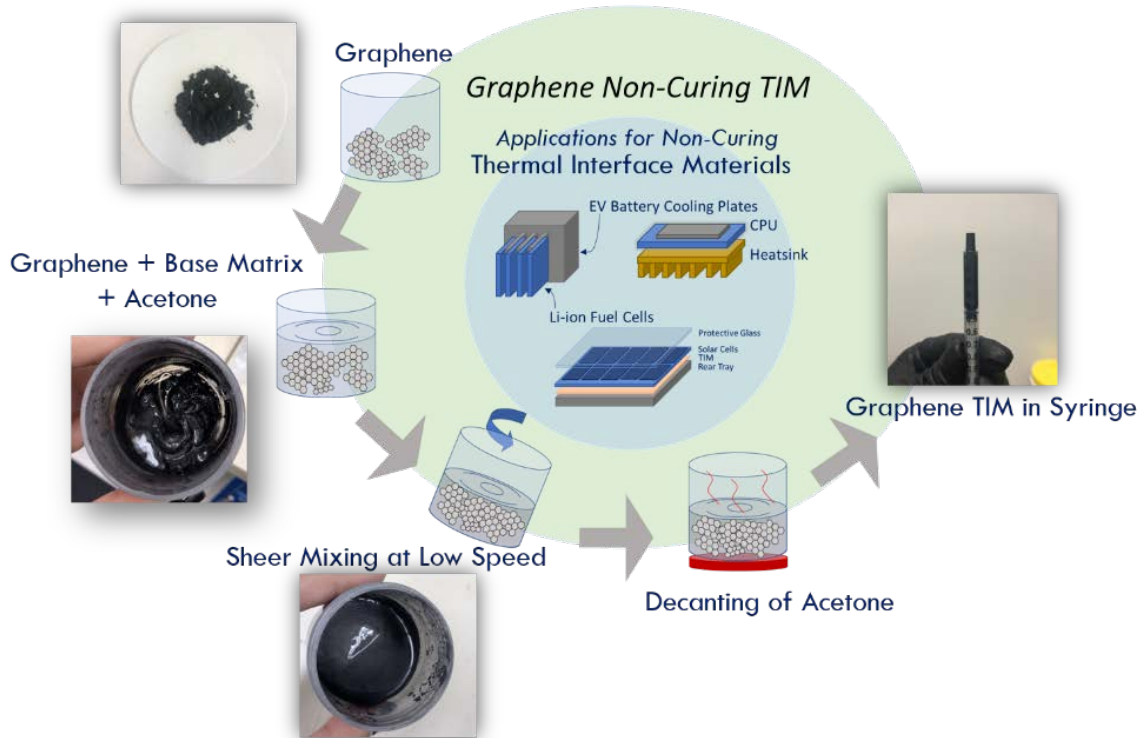 Graphene
Graphene Non-Curing TIM
Applications for Non-Curing
Thermal Interface Materials
EV Battery Cooling Plates
CPU
Heatsink
Li-ion Fuel Cells
Protective Glass
Solar Cells
TIM
Rear Tray
Graphene + Base Matrix
+ Acetone
Sheer Mixing at Low Speed
Decanting of Acetone
Graphene TIM in Syringe